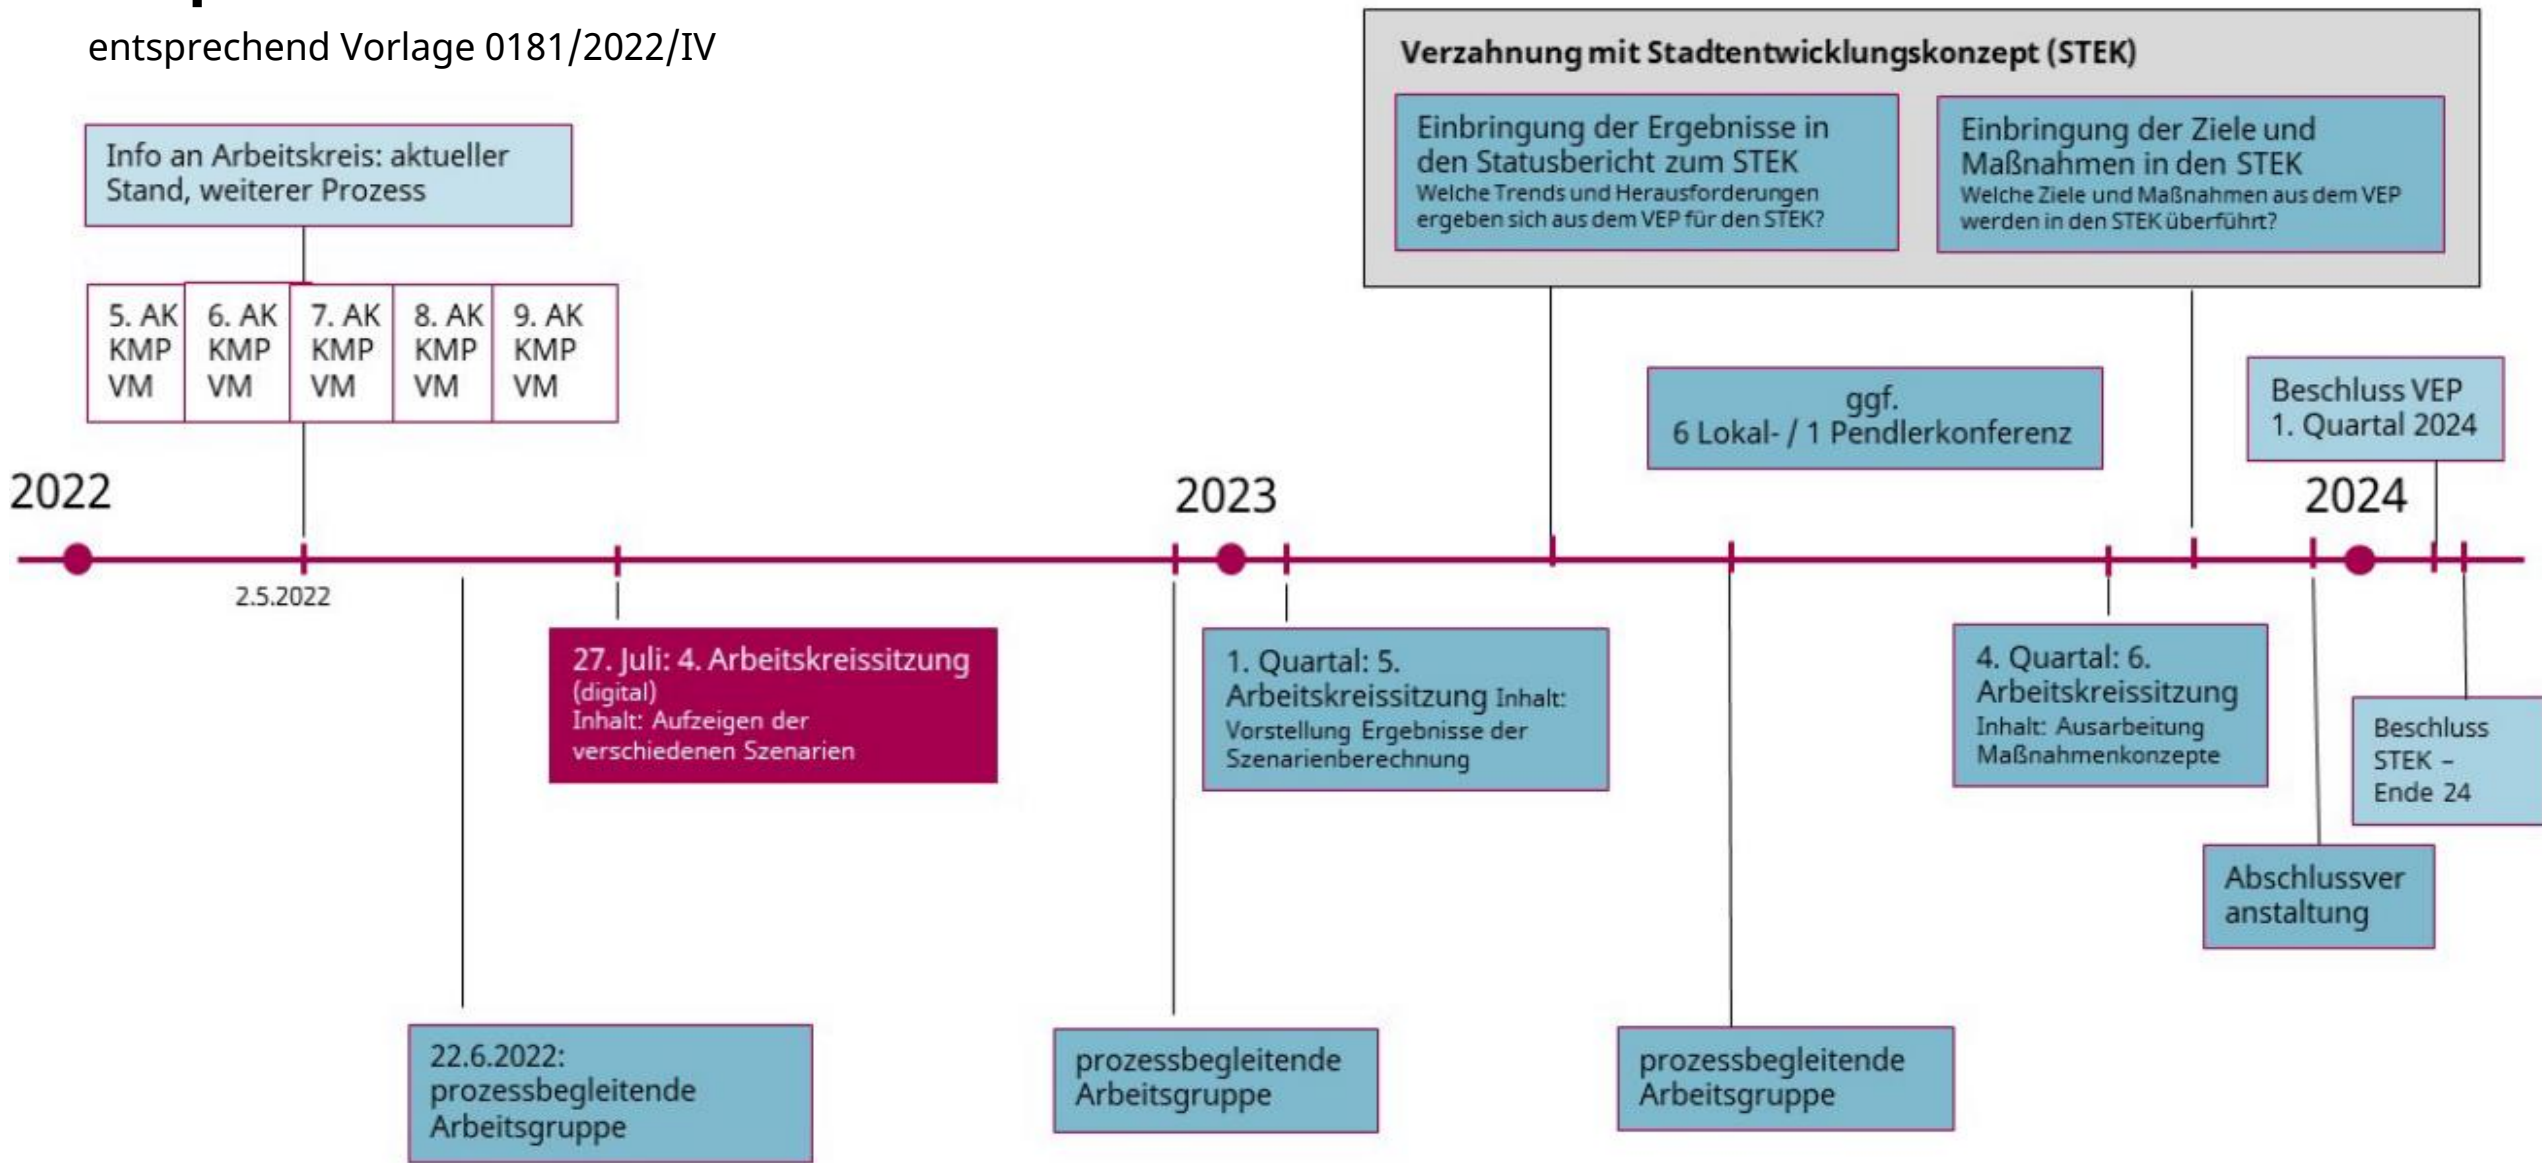 entsprechend Vorlage 0181/2022/IV
Verzahnung mit Stadtentwicklungskonzept (STEK)
Einbringung der Ergebnisse in
den Statusbericht zum STEK
Welche Trends und Herausforderungen
ergeben sich aus dem VEP für den STEK?
Einbringung der Ziele und
Maßnahmen in den STEK
Welche Ziele und Maßnahmen aus dem VEP
werden in den STEK überführt?
Info an Arbeitskreis: aktueller
Stand, weiterer Prozess
5. AK
KMP
VM
6. AK
KMP
VM
7. AK
KMP
VM
8. AK
KMP
VM
9. AK
KMP
VM
ggf.
6 Lokal- / 1 Pendlerkonferenz
Beschluss VEP
1. Quartal 2024
2022
2023
2024
2.5.2022
27. Juli: 4. Arbeitskreissitzung
(digital)
Inhalt: Aufzeigen der
verschiedenen Szenarien
1. Quartal: 5.
Arbeitskreissitzung Inhalt:
Vorstellung Ergebnisse der
Szenarienberechnung
4. Quartal: 6.
Arbeitskreissitzung
Inhalt: Ausarbeitung
Maßnahmenkonzepte
Beschluss
STEK –
Ende 24
Abschlussver
anstaltung
22.6.2022:
prozessbegleitende
Arbeitsgruppe
prozessbegleitende
Arbeitsgruppe
prozessbegleitende
Arbeitsgruppe